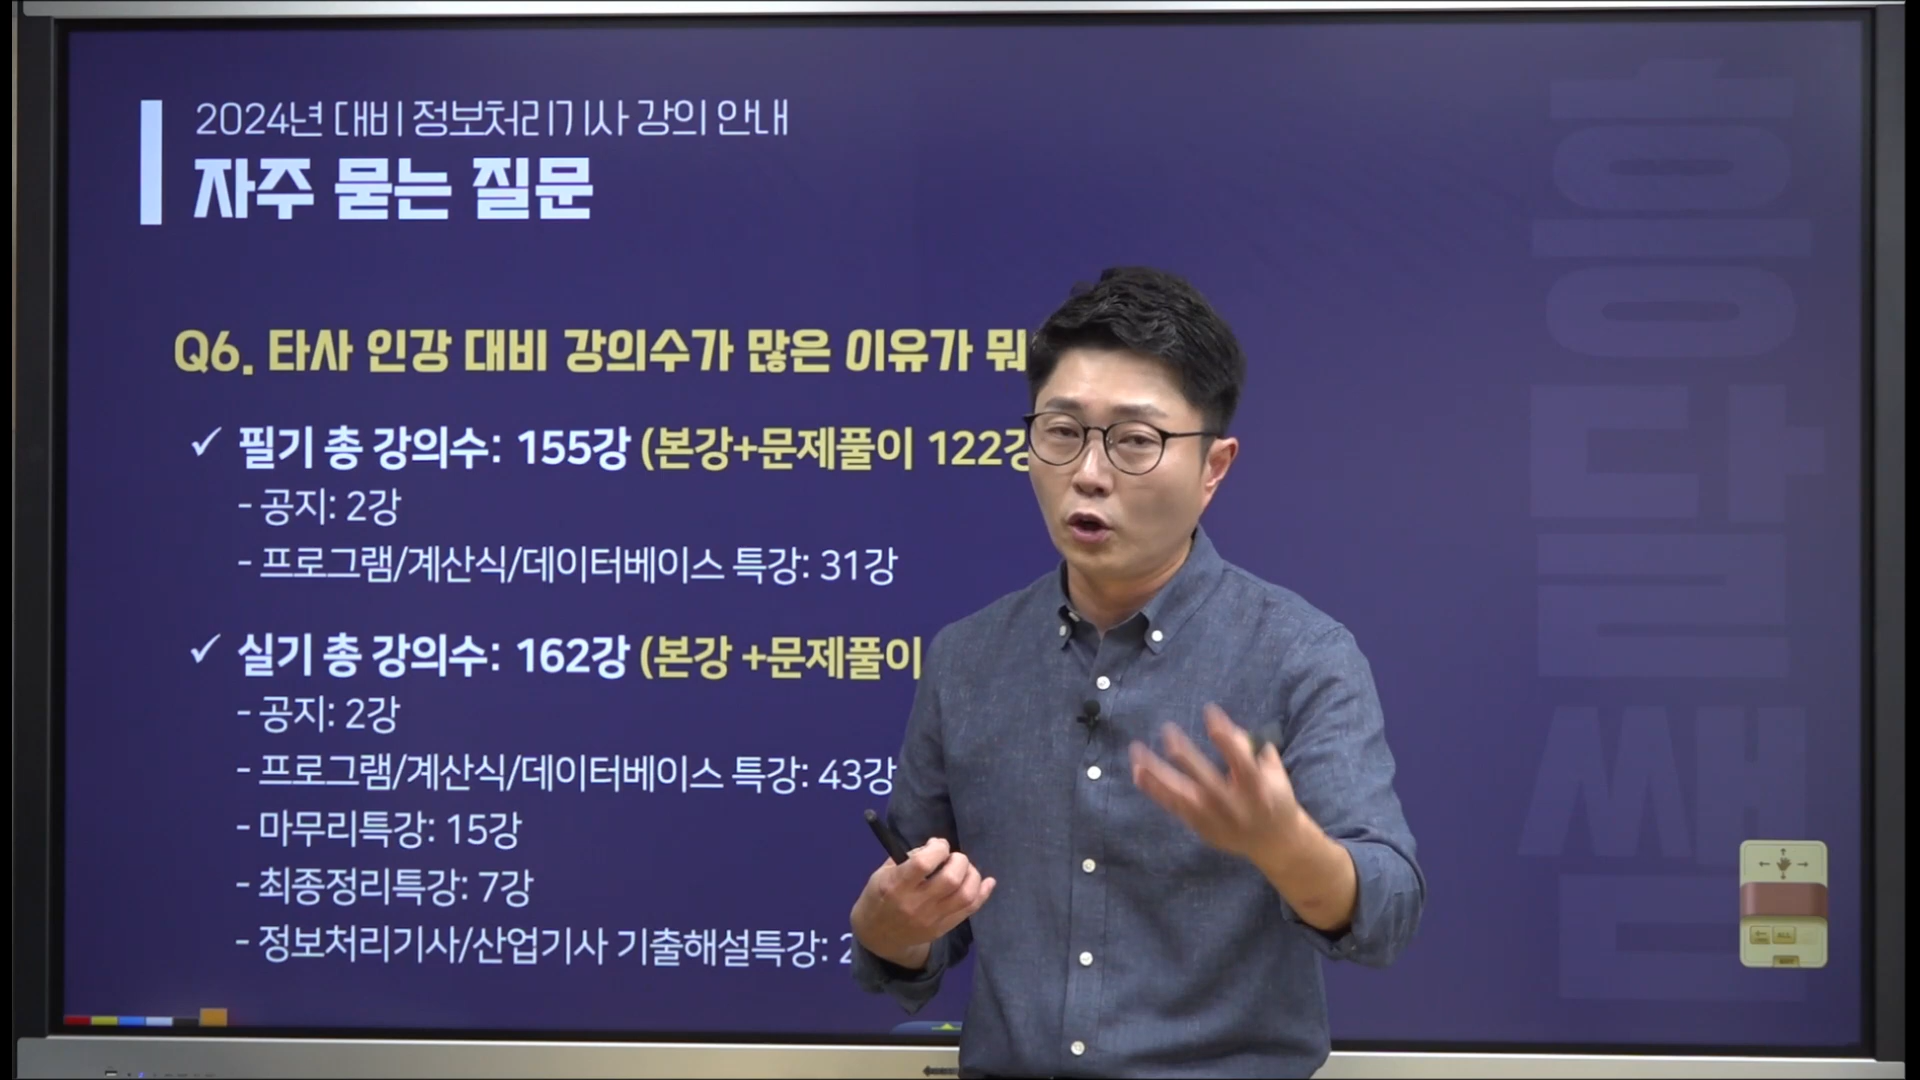 2024년 대비 정보처리기사 강의 안내
자주 묻는 질문
Q6. 타사 인강 대비 강의수가 많은 이유가 뭐
✓ 필기 총 강의수: 155강 (본강+문제풀이 122강
- 공지: 2강
- 프로그램/계산식/데이터베이스 특강: 31강
✓ 실기 총 강의수: 162강 (본강 +문제풀이
- 공지: 2강
- 프로그램/계산식/데이터베이스 특강: 43강
- 마무리특강: 15강
- 최종정리특강: 7강
- 정보처리기사/산업기사 기출해설특강: 2
흥달쌤